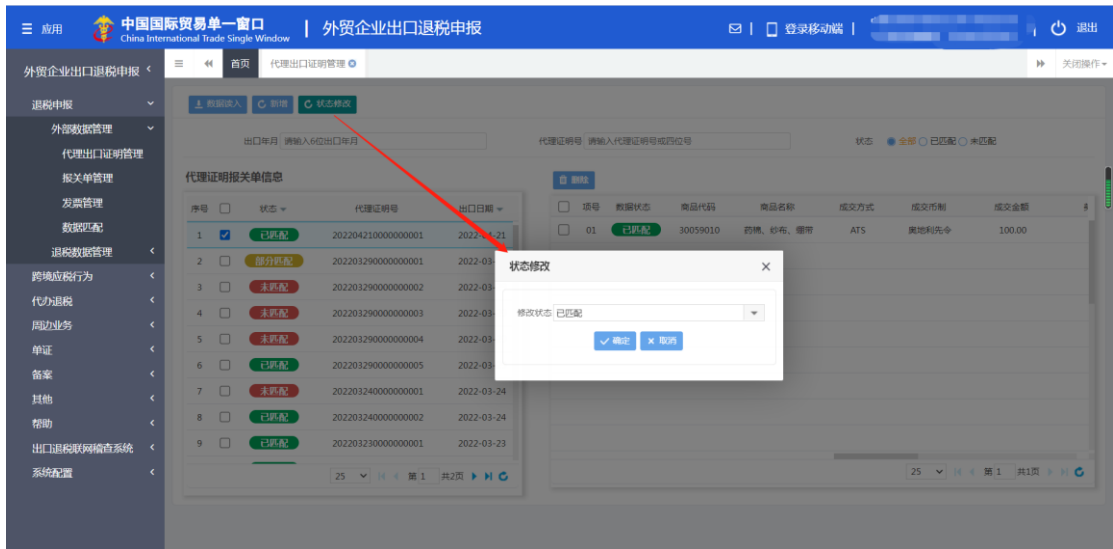 应用
中国国际贸易单一窗口
China International Trade Single Window
外贸企业出口退税申报
登录移动端
退出
外贸企业出口退税申报
首页
代理出口证明管理
关闭操作
退税申报
外部数据管理
代理出口证明管理
报关单管理
发票管理
数据匹配
退税数据管理
跨境应税行为
代办退税
周边业务
单证
备案
其他
帮助
出口退税联网稽查系统
系统配置
数据读入 新增 状态修改
出口年月 请输入6位出口年月 代理证明号 请输入代理证明号或四位号 状态 全部 已匹配 未匹配
代理证明报关单信息
删除
序号 状态 代理证明号 出口日期
1 已匹配 202204210000000001 2022-04-21
2 部分匹配 202203290000000001 2022-03-
3 未匹配 202203290000000002 2022-03-
4 未匹配 202203290000000003 2022-03-
5 未匹配 202203290000000004 2022-03-
6 已匹配 202203290000000005 2022-03-
7 未匹配 202203240000000001 2022-03-24
8 已匹配 202203240000000002 2022-03-24
9 已匹配 202203230000000001 2022-03-23
25 第 1 共2页
项号 数据状态 商品代码 商品名称 成交方式 成交币制 成交金额
01 已匹配 30059010 药棉、纱布、绷带 ATS 奥地利先令 100.00
25 第 1 共1页
状态修改
修改状态 已匹配
确定 取消